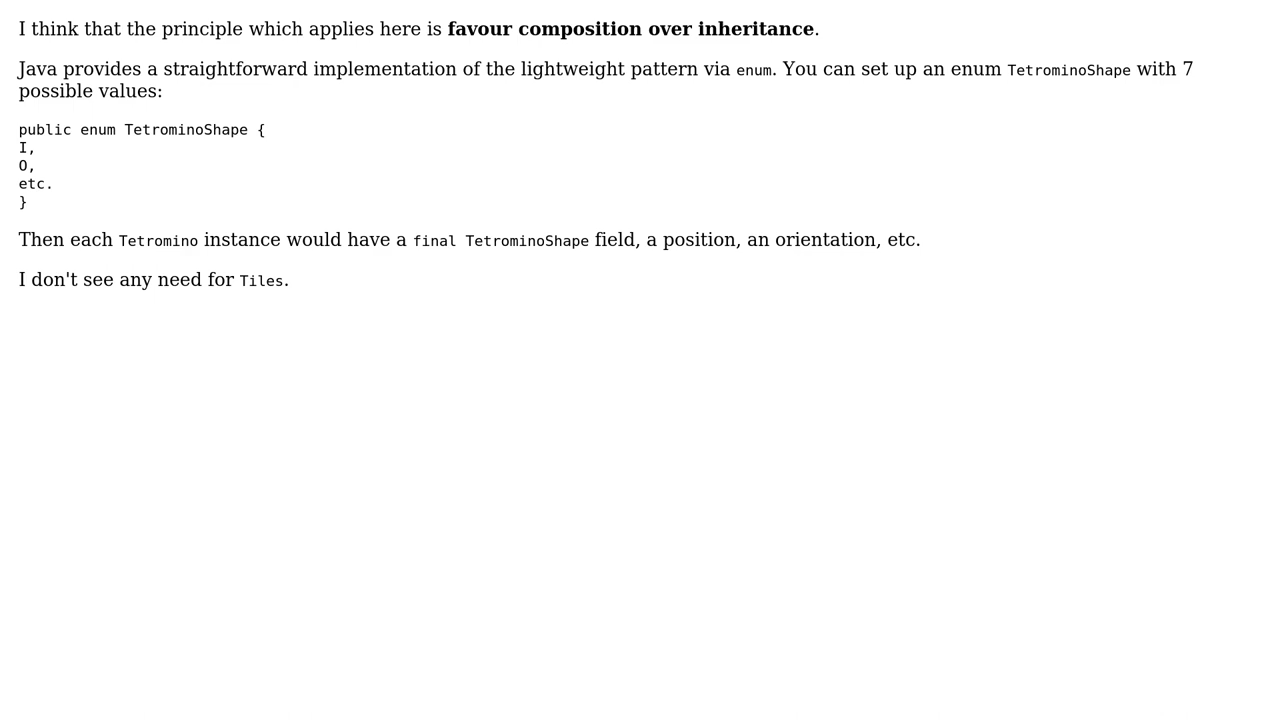 I think that the principle which applies here is favour composition over inheritance.
Java provides a straightforward implementation of the lightweight pattern via enum. You can set up an enum TetrominoShape with 7
possible values:
public enum TetrominoShape {
I,
O,
etc.
}
Then each Tetromino instance would have a final TetrominoShape field, a position, an orientation, etc.
I don't see any need for Tiles.